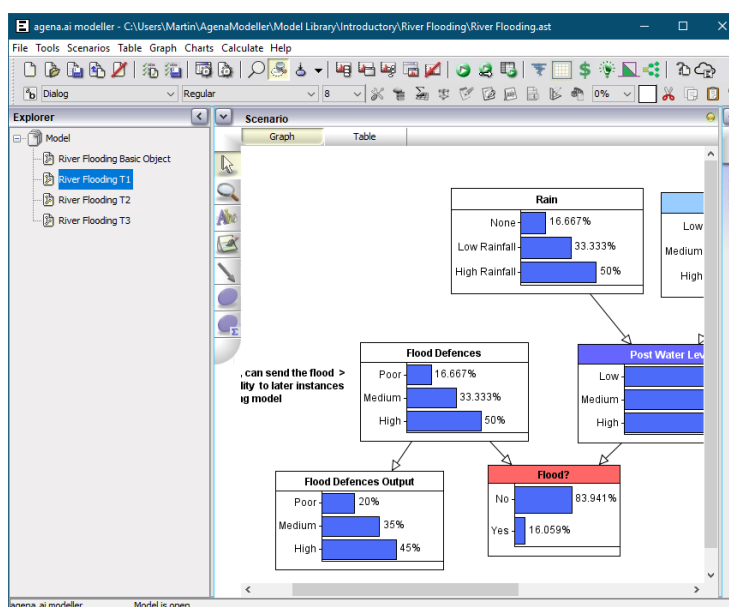 agena.ai modeller - C:\Users\Martin\AgenaModeller\Model Library\Introductory\River Flooding\River Flooding.ast
File Tools Scenarios Table Graph Charts Calculate Help
Dialog Regular 8 0%
Explorer
Model
River Flooding Basic Object
River Flooding T1
River Flooding T2
River Flooding T3
Scenario
Graph Table
Abc
Rain
None 16.667%
Low Rainfall 33.333%
High Rainfall 50%
Low
Medium
High
, can send the flood >
lity to later instances
ng model
Flood Defences
Poor 16.667%
Medium 33.333%
High 50%
Post Water Lev
Low
Medium
High
Flood Defences Output
Poor 20%
Medium 35%
High 45%
Flood?
No 83.941%
Yes 16.059%
agena.ai modeller Model is open